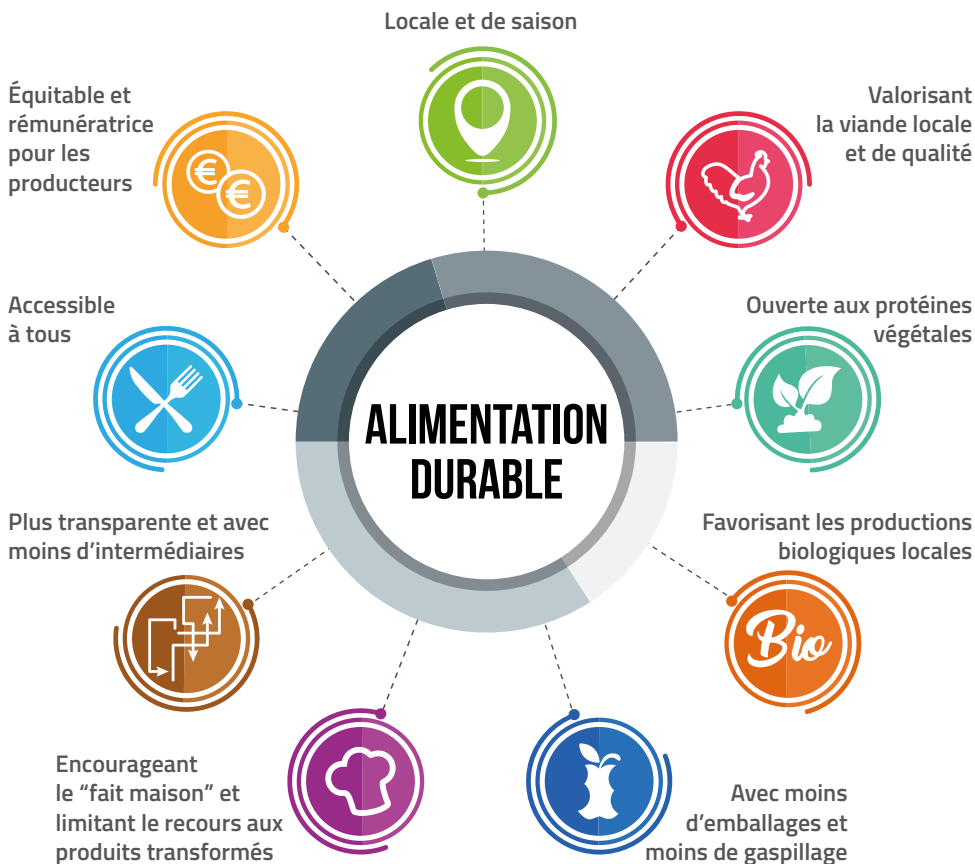 Locale et de saison
Équitable et
rémunératrice
pour les
producteurs
Valorisant
la viande locale
et de qualité
Accessible
à tous
Ouverte aux protéines
végétales
ALIMENTATION
DURABLE
Plus transparente et avec
moins d'intermédiaires
Favorisant les productions
biologiques locales
Bio
Encourageant
le “fait maison” et
limitant le recours aux
produits transformés
Avec moins
d'emballages et
moins de gaspillage
€
€